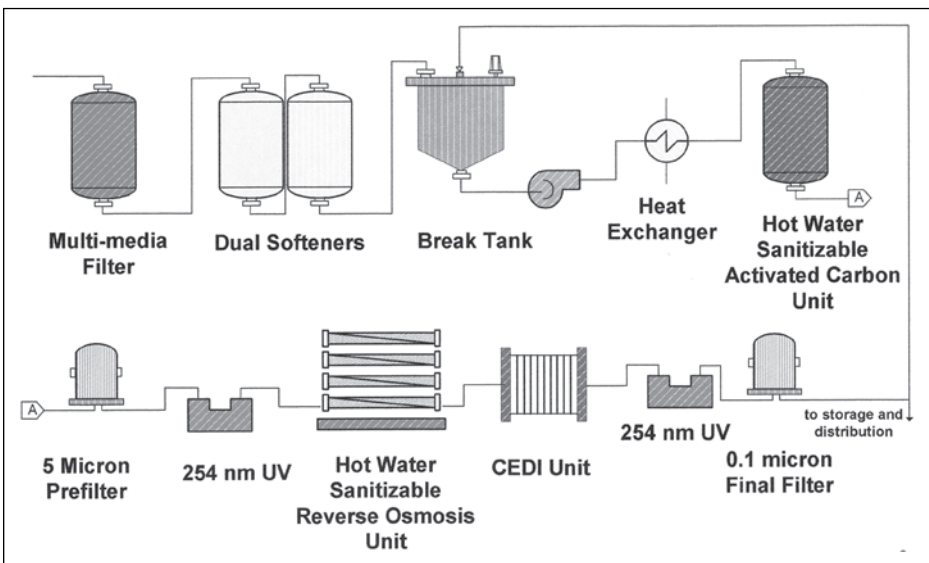 Multi-media
Filter
Dual Softeners
Break Tank
Heat
Exchanger
A
Hot Water
Sanitizable
Activated Carbon
Unit
A
5 Micron
Prefilter
254 nm UV
Hot Water
Sanitizable
Reverse Osmosis
Unit
CEDI Unit
254 nm UV
to storage and
distribution
0.1 micron
Final Filter